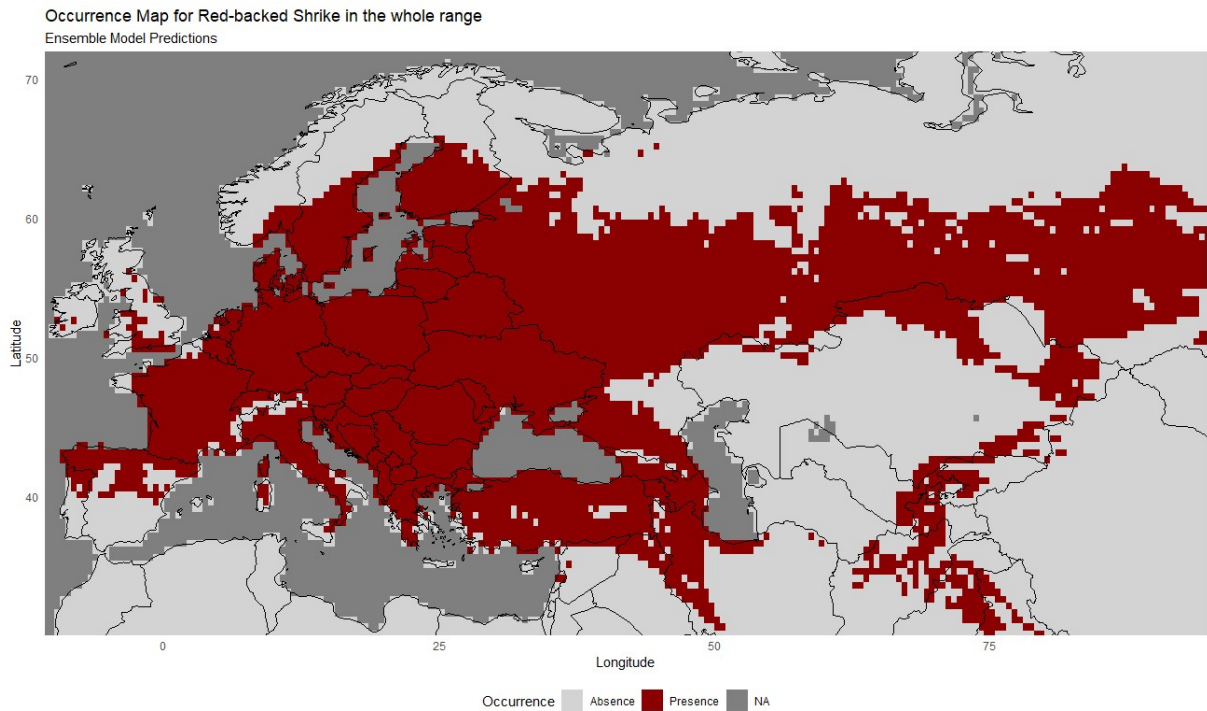 Occurrence Map for Red-backed Shrike in the whole range
Ensemble Model Predictions
70
60
50
40
Latitude
0
25
50
75
Longitude
Occurrence
Absence
Presence
NA